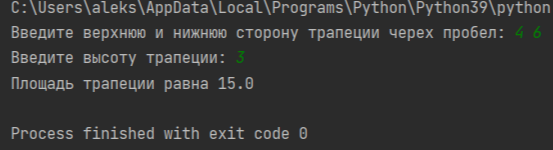 C:\Users\aleks\AppData\Local\Programs\Python\Python39\python
Введите верхнюю и нижнюю сторону трапеции черех пробел: 4 6
Введите высоту трапеции: 3
Площадь трапеции равна 15.0
Process finished with exit code 0